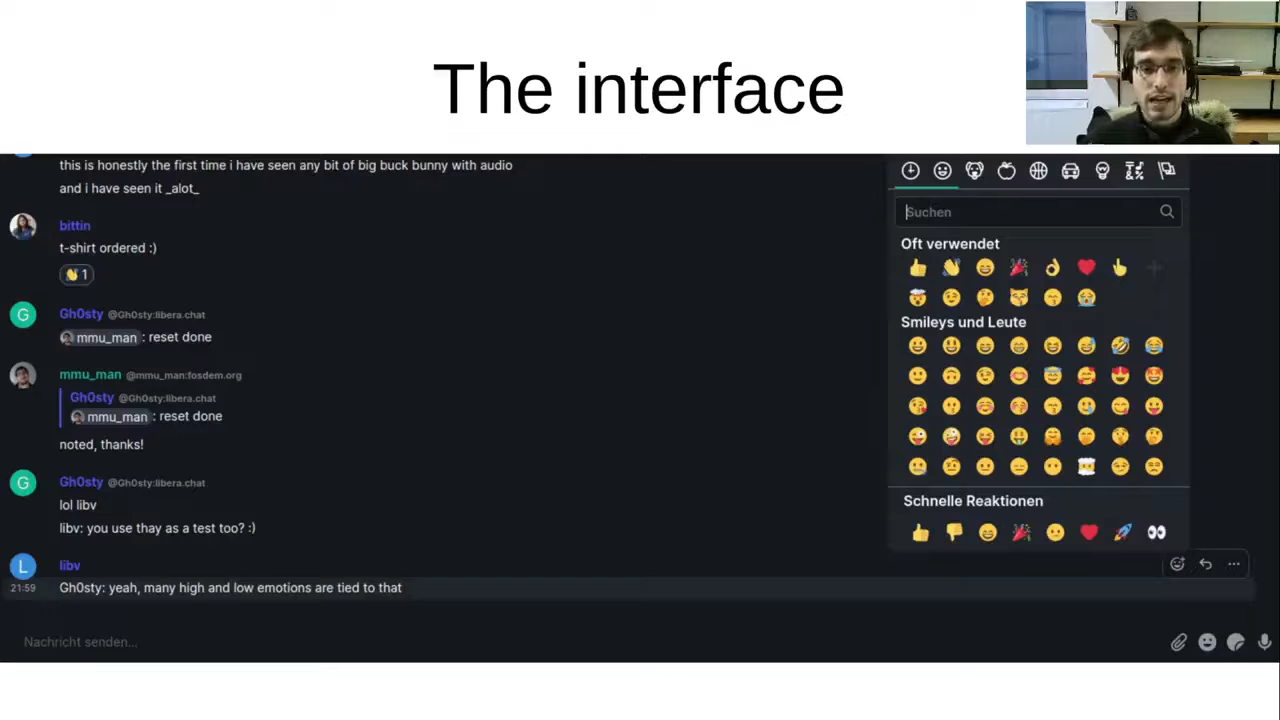 The interface
this is honestly the first time i have seen any bit of big buck bunny with audio
and i have seen it _alot_
bittin
t-shirt ordered :)
1
G Gh0sty @Gh0sty:libera.chat
mmu_man : reset done
mmu_man @mmu_man:fosdem.org
Gh0sty @Gh0sty:libera.chat
mmu_man : reset done
noted, thanks!
G Gh0sty @Gh0sty:libera.chat
lol libv
libv: you use thay as a test too? :)
L libv
21:59 Gh0sty: yeah, many high and low emotions are tied to that
Nachricht senden...
Suchen
Oft verwendet
Smileys und Leute
Schnelle Reaktionen